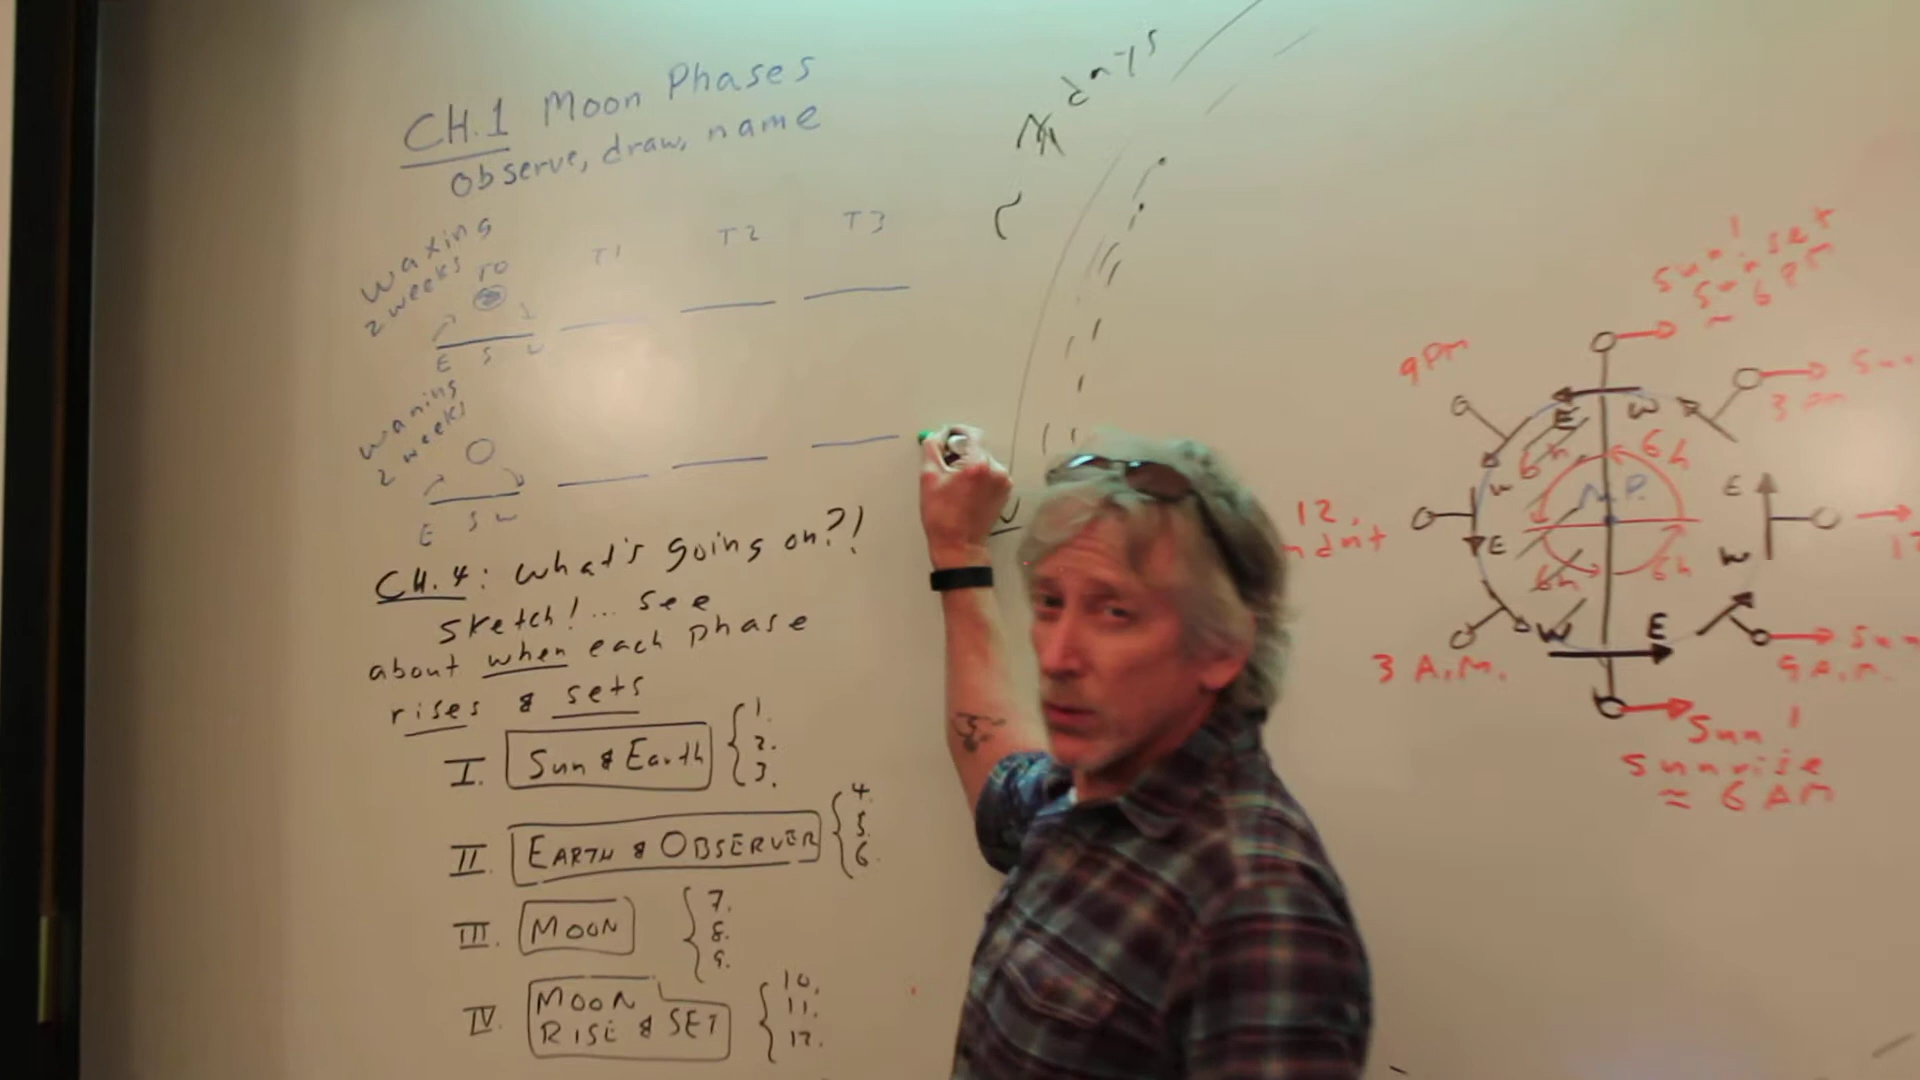 CH.1 Moon Phases
observe, draw, name
waxing
2 weeks
T0
T1
T2
T3
E S W
waning
2 weeks
E S W
CH.4: what's going on?!
sketch!... see
about when each phase
rises & sets
I. Sun & Earth { 1.
2.
3.
II. EARTH & OBSERVER { 4.
5.
6.
III. MOON { 7.
8.
9.
IV. MOON RISE & SET { 10.
11.
12.
days
Sun!
Sunset
≈ 6 pm
9 pm
3 pm
E
W
6h
6h
W
N.P.
E
12.
E
W
6h
6h
W
E
3 A.M.
9 A.M.
Sun!
Sunrise
≈ 6 AM